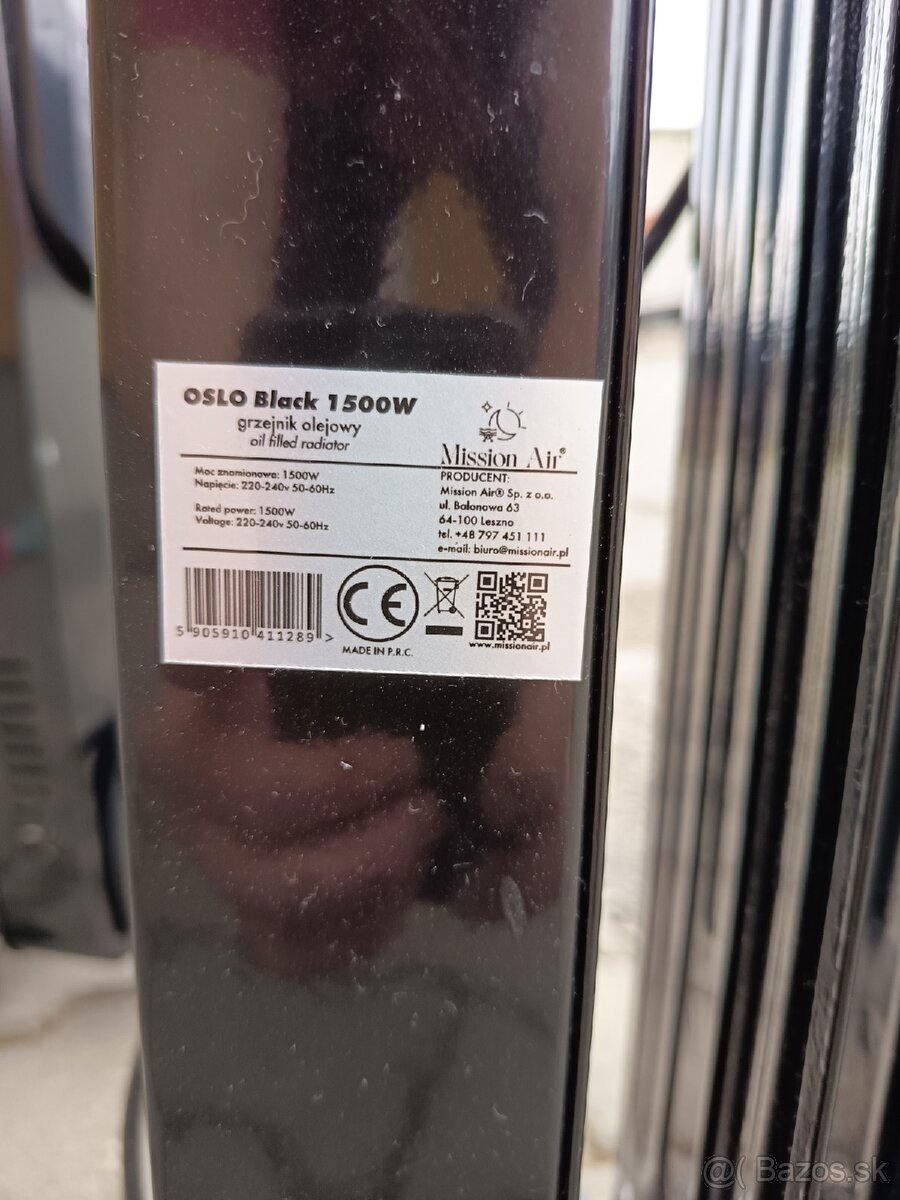 OSLO Black 1500W
grzejnik olejowy
oil filled radiator
Moc znamionowa: 1500W
Napięcie: 220-240v 50-60Hz
Rated power: 1500W
Voltage: 220-240v 50-60Hz
Mission Air®
PRODUCENT:
Mission Air® Sp. z o.o.
ul. Balonowa 63
64-100 Leszno
tel. +48 797 451 111
e-mail: biuro@missionair.pl
5 905910 411289 >
CE
MADE IN P.R.C.
www.missionair.pl
@( Bazos.sk